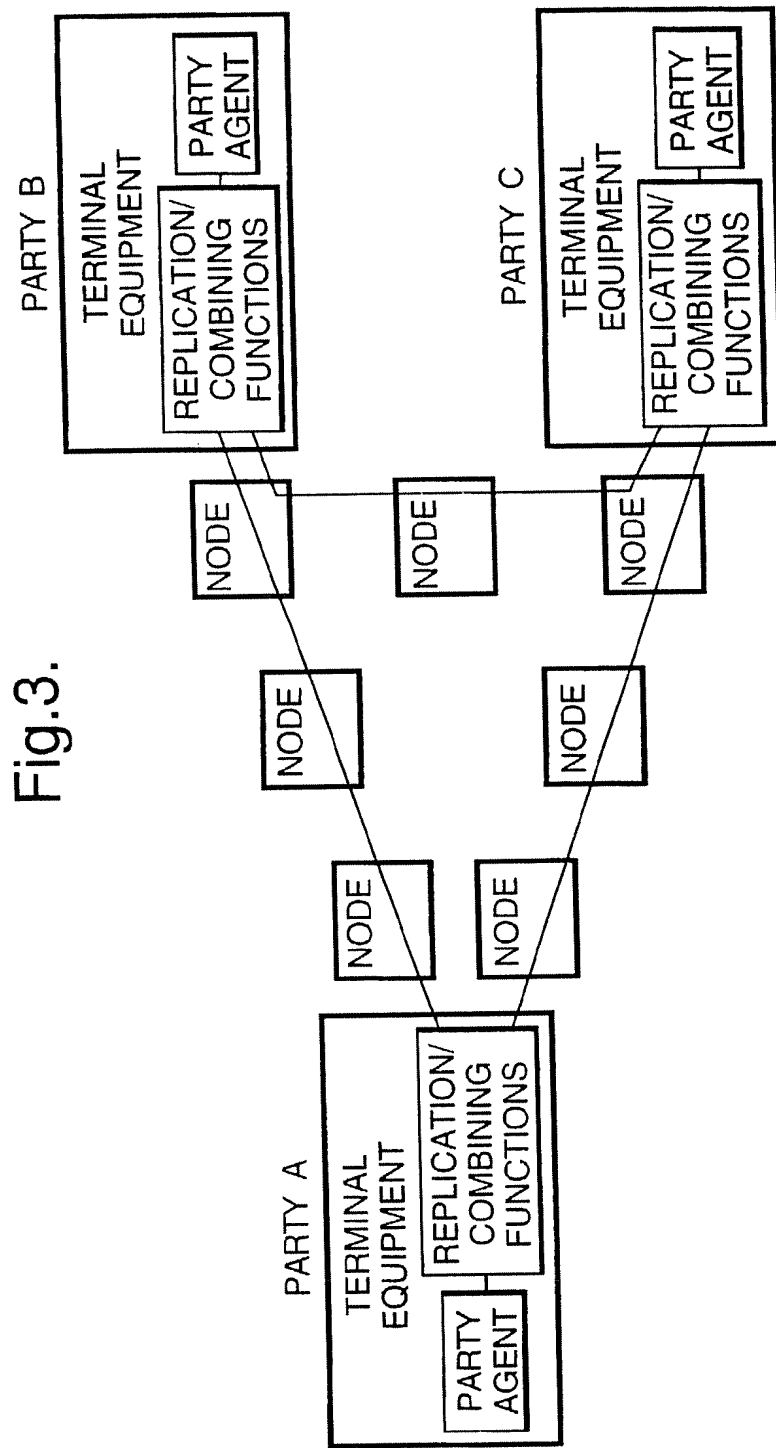 Fig.3.
PARTY A
TERMINAL
EQUIPMENT
PARTY
AGENT
REPLICATION/
COMBINING
FUNCTIONS
NODE
NODE
NODE
NODE
NODE
NODE
NODE
PARTY B
TERMINAL
EQUIPMENT
REPLICATION/
COMBINING
FUNCTIONS
PARTY
AGENT
PARTY C
TERMINAL
EQUIPMENT
REPLICATION/
COMBINING
FUNCTIONS
PARTY
AGENT